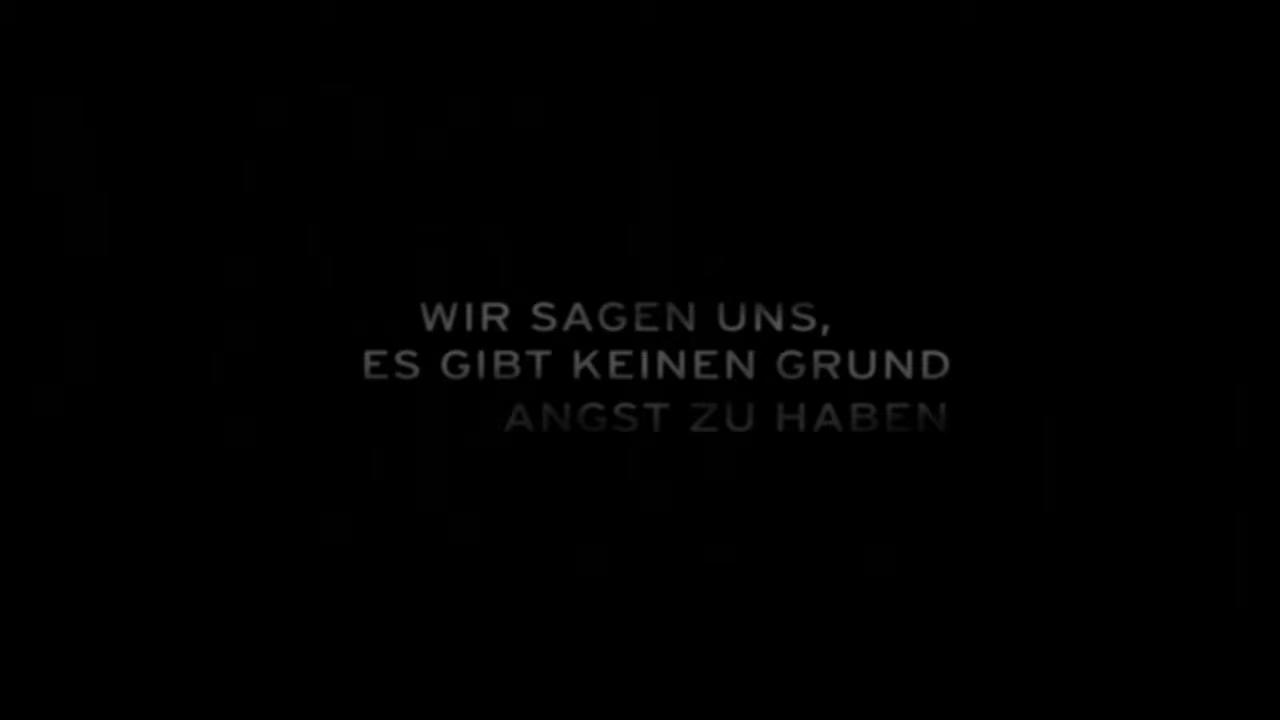 WIR SAGEN UNS,
ES GIBT KEINEN GRUND
ANGST ZU HABEN